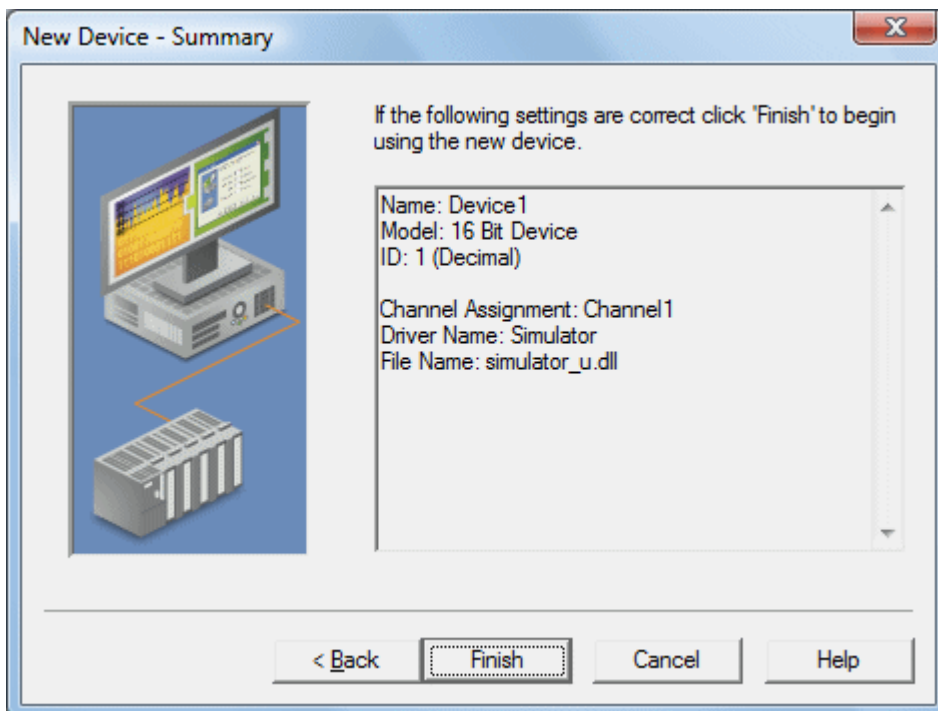 New Device - Summary
If the following settings are correct click 'Finish' to begin
using the new device.
Name: Device1
Model: 16 Bit Device
ID: 1 (Decimal)
Channel Assignment: Channel1
Driver Name: Simulator
File Name: simulator_u.dll
< Back
Finish
Cancel
Help